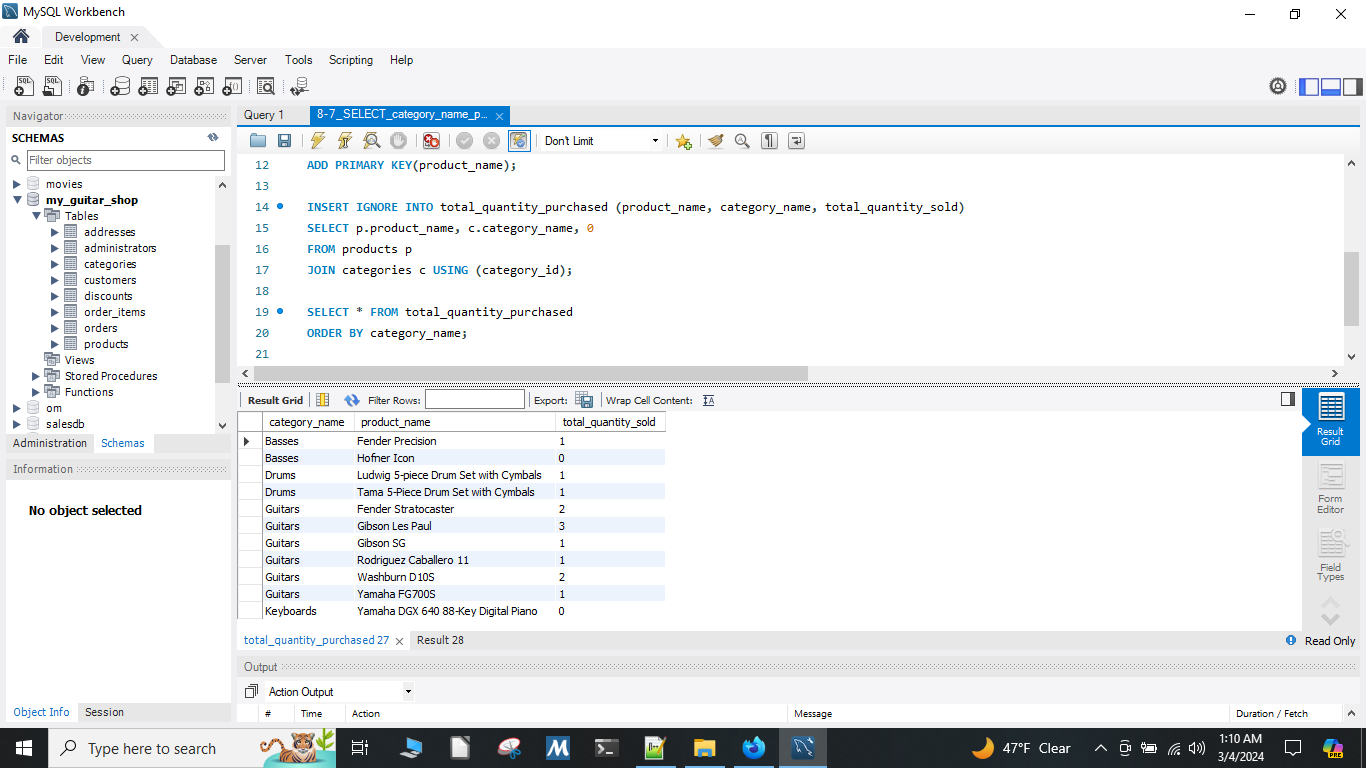 MySQL Workbench
Development
File Edit View Query Database Server Tools Scripting Help
Navigator
SCHEMAS
Filter objects
movies
my_guitar_shop
Tables
addresses
administrators
categories
customers
discounts
order_items
orders
products
Views
Stored Procedures
Functions
om
salesdb
Administration Schemas
Information
No object selected
Object Info Session
Query 1 8-7_SELECT_category_name_p...
Don't Limit
12 ADD PRIMARY KEY(product_name);
13
14 INSERT IGNORE INTO total_quantity_purchased (product_name, category_name, total_quantity_sold)
15 SELECT p.product_name, c.category_name, 0
16 FROM products p
17 JOIN categories c USING (category_id);
18
19 SELECT * FROM total_quantity_purchased
20 ORDER BY category_name;
21
Result Grid Filter Rows: Export: Wrap Cell Content:
category_name product_name total_quantity_sold
Basses Fender Precision 1
Basses Hofner Icon 0
Drums Ludwig 5-piece Drum Set with Cymbals 1
Drums Tama 5-Piece Drum Set with Cymbals 1
Guitars Fender Stratocaster 2
Guitars Gibson Les Paul 3
Guitars Gibson SG 1
Guitars Rodriguez Caballero 11 1
Guitars Washburn D10S 2
Guitars Yamaha FG700S 1
Keyboards Yamaha DGX 640 88-Key Digital Piano 0
Result
Grid
Form
Editor
Field
Types
total_quantity_purchased 27 Result 28
Read Only
Output
Action Output
# Time Action Message Duration / Fetch
Type here to search
47°F Clear
1:10 AM
3/4/2024